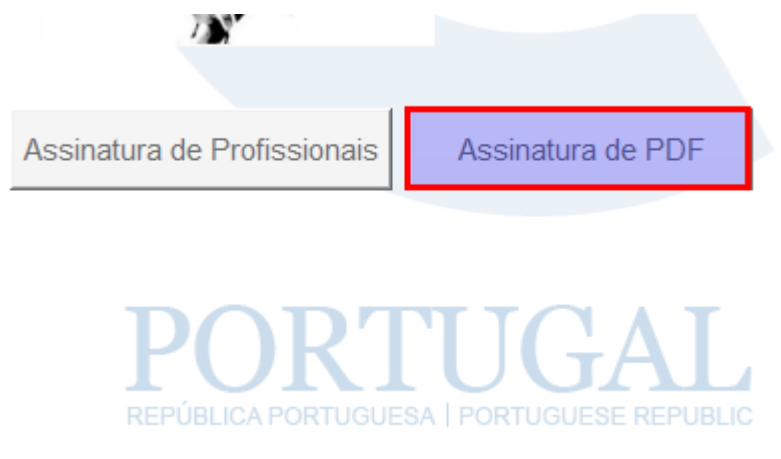 Assinatura de Profissionais
Assinatura de PDF
PORTUGAL
REPÚBLICA PORTUGUESA | PORTUGUESE REPUBLIC